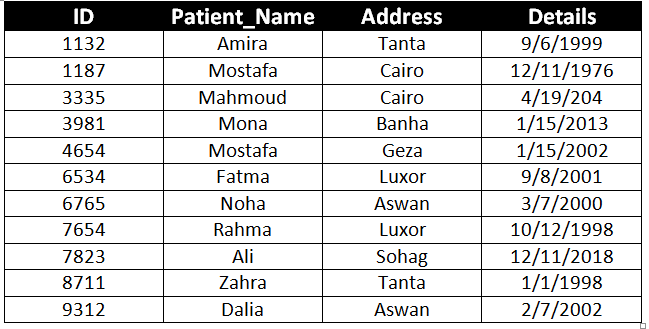 ID Patient_Name Address Details
1132 Amira Tanta 9/6/1999
1187 Mostafa Cairo 12/11/1976
3335 Mahmoud Cairo 4/19/204
3981 Mona Banha 1/15/2013
4654 Mostafa Geza 1/15/2002
6534 Fatma Luxor 9/8/2001
6765 Noha Aswan 3/7/2000
7654 Rahma Luxor 10/12/1998
7823 Ali Sohag 12/11/2018
8711 Zahra Tanta 1/1/1998
9312 Dalia Aswan 2/7/2002